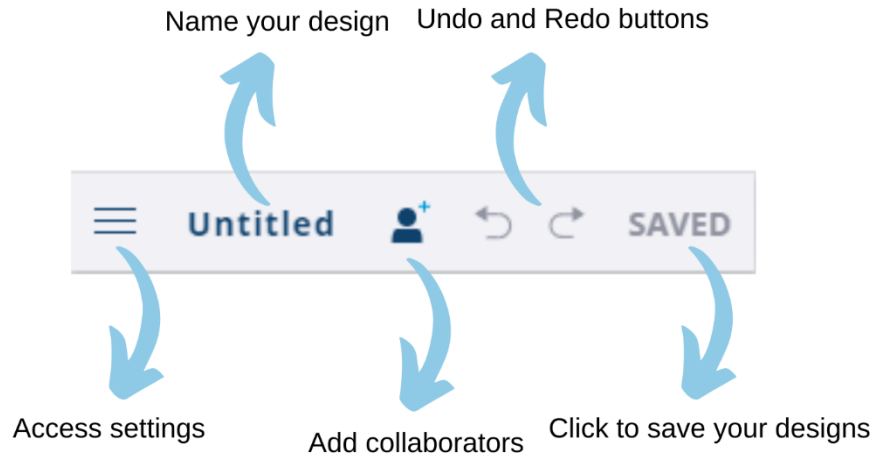 Name your design
Undo and Redo buttons
Untitled
SAVED
Access settings
Add collaborators
Click to save your designs